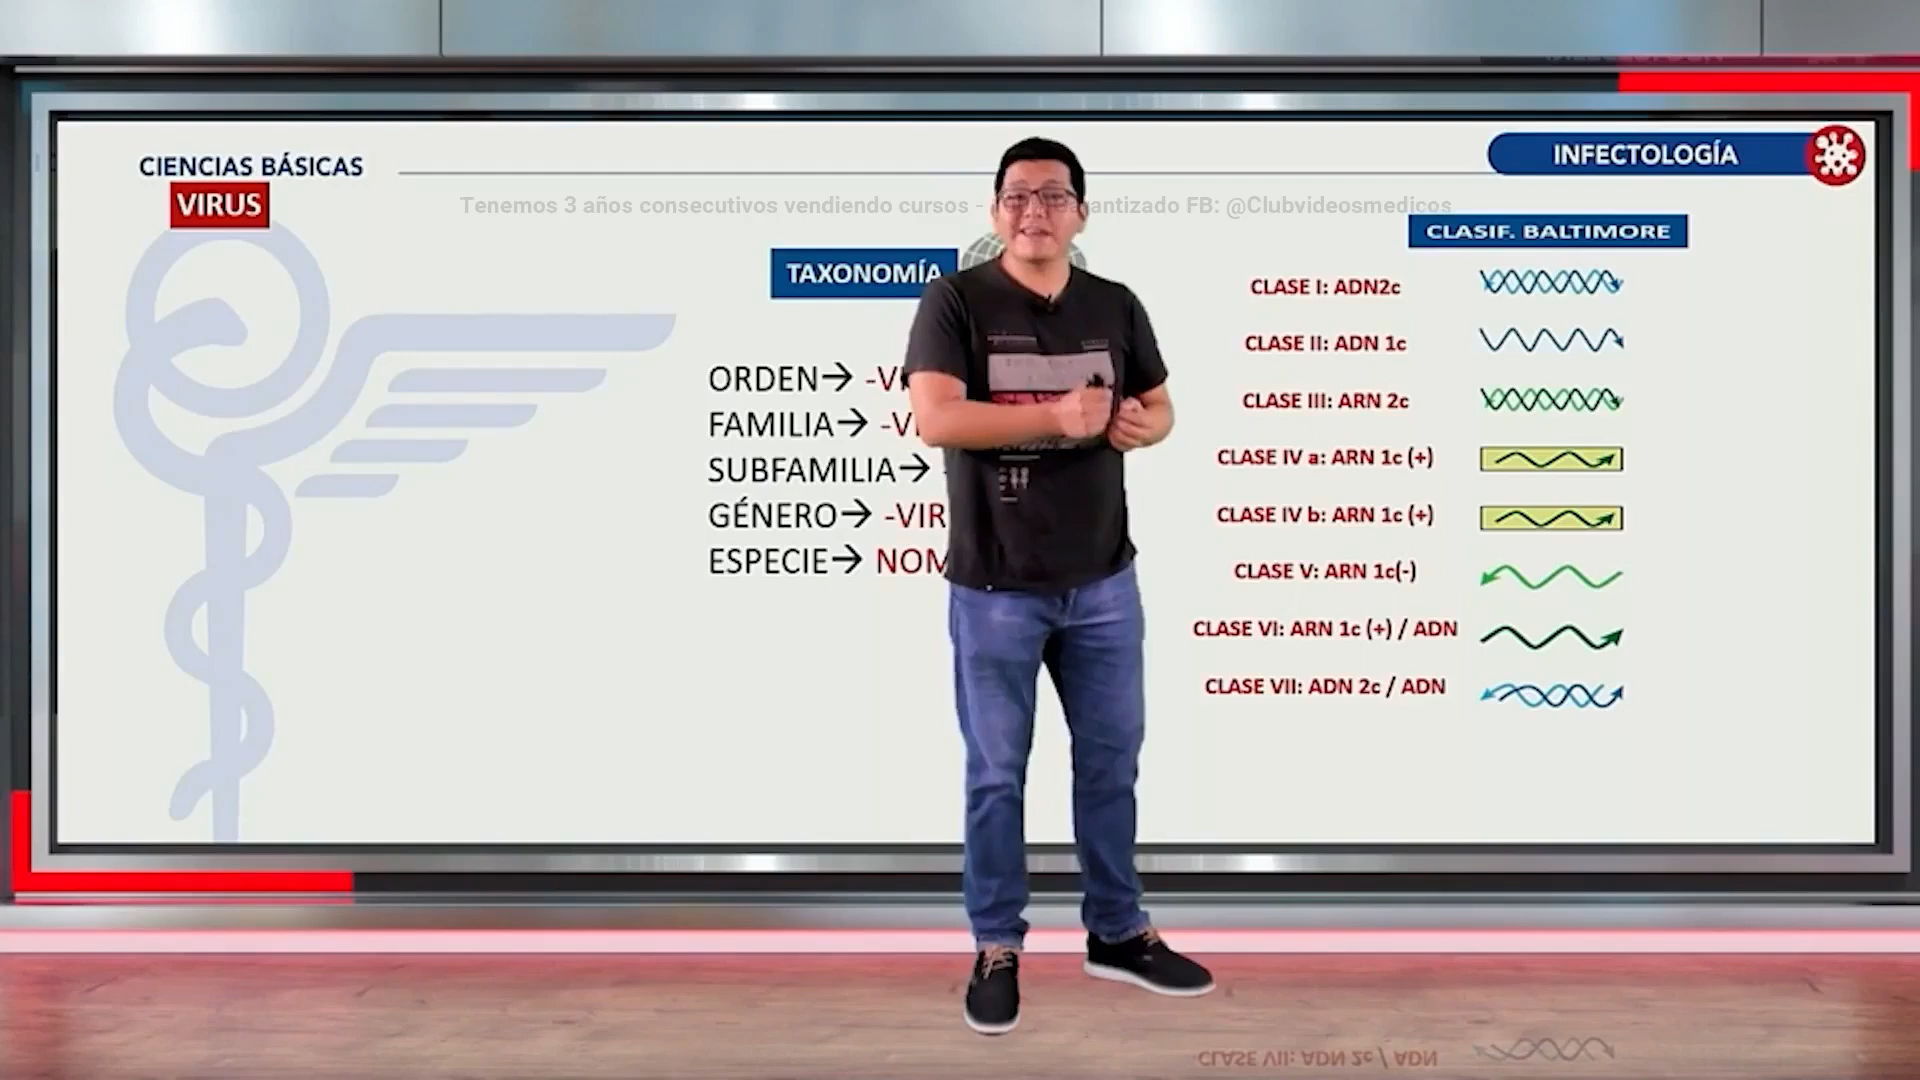 CIENCIAS BÁSICAS
VIRUS
INFECTOLOGÍA
Tenemos 3 años consecutivos vendiendo cursos - FB: @Clubvideosmedicos
CLASIF. BALTIMORE
TAXONOMÍA
ORDEN→
FAMILIA→
SUBFAMILIA→
GÉNERO→ -VIR
ESPECIE→ NOM
CLASE I: ADN2c
CLASE II: ADN 1c
CLASE III: ARN 2c
CLASE IV a: ARN 1c (+)
CLASE IV b: ARN 1c (+)
CLASE V: ARN 1c(-)
CLASE VI: ARN 1c (+) / ADN
CLASE VII: ADN 2c / ADN